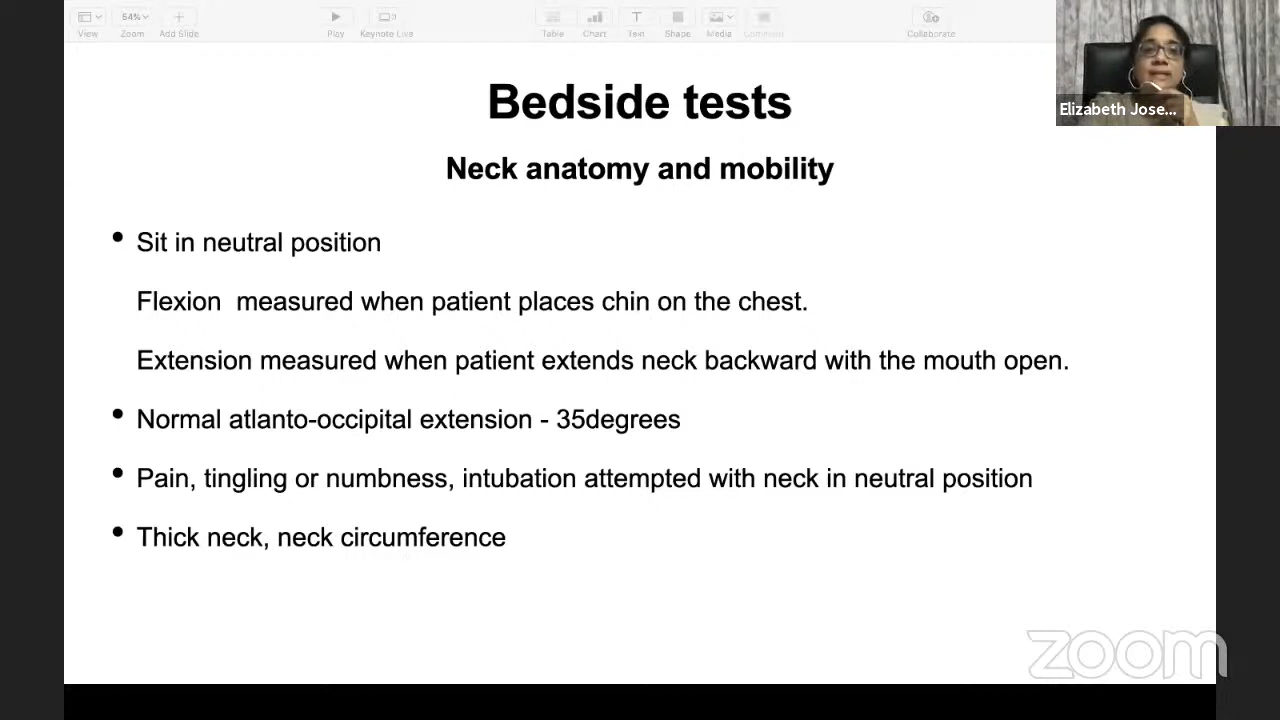 View
54%
Zoom
Add Slide
Play
Keynote Live
Table
Chart
Text
Shape
Media
Comment
Collaborate
Elizabeth Jose...
Bedside tests
Neck anatomy and mobility
• Sit in neutral position
Flexion measured when patient places chin on the chest.
Extension measured when patient extends neck backward with the mouth open.
• Normal atlanto-occipital extension - 35degrees
• Pain, tingling or numbness, intubation attempted with neck in neutral position
• Thick neck, neck circumference
zoom